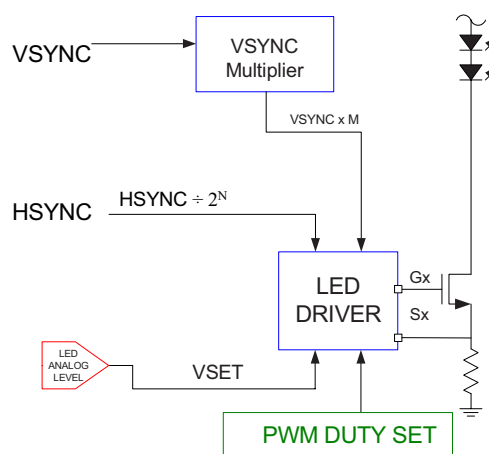 VSYNC
VSYNC
Multiplier
VSYNC x M
HSYNC
HSYNC ÷ 2ᴺ
LED
DRIVER
Gx
Sx
LED
ANALOG
LEVEL
VSET
PWM DUTY SET